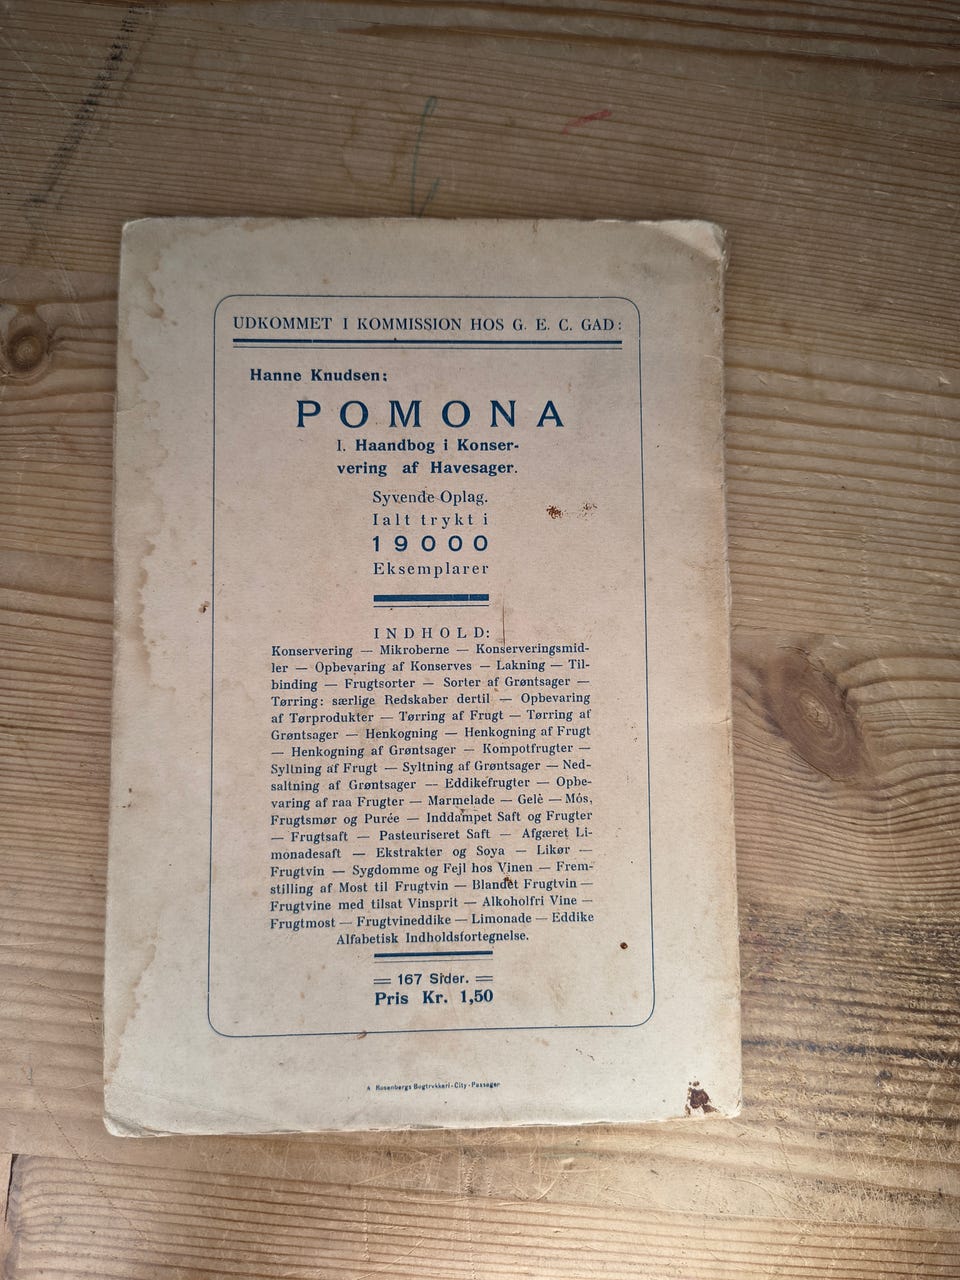 UDKOMMET I KOMMISSION HOS G. E. C. GAD:
Hanne Knudsen:
POMONA
I. Haandbog i Konser-
vering af Havesager.
Syvende Oplag.
Ialt trykt i
19000
Eksemplarer
INDHOLD:
Konservering — Mikroberne — Konserveringsmid-
ler — Opbevaring af Konserves — Lakning — Til-
binding — Frugtsorter — Sorter af Grøntsager —
Tørring: særlige Redskaber dertil — Opbevaring
af Tørprodukter — Tørring af Frugt — Tørring af
Grøntsager — Henkogning — Henkogning af Frugt
— Henkogning af Grøntsager — Kompotfrugter —
Syltning af Frugt — Syltning af Grøntsager — Ned-
saltning af Grøntsager — Eddikefrugter — Opbe-
varing af raa Frugter — Marmelade — Gelè — Mos,
Frugtsmør og Purée — Inddampet Saft og Frugter
— Frugtsaft — Pasteuriseret Saft — Afgæret Li-
monadesaft — Ekstrakter og Soya — Likør —
Frugtvin — Sygdomme og Fejl hos Vinen — Frem-
stilling af Most til Frugtvin — Blandet Frugtvin —
Frugtvine med tilsat Vinsprit — Alkoholfri Vine —
Frugtmost — Frugtvineddike — Limonade — Eddike
Alfabetisk Indholdsfortegnelse.
167 Sider.
Pris Kr. 1,50
A Rosenbergs Bogtrykkeri - City - Passager